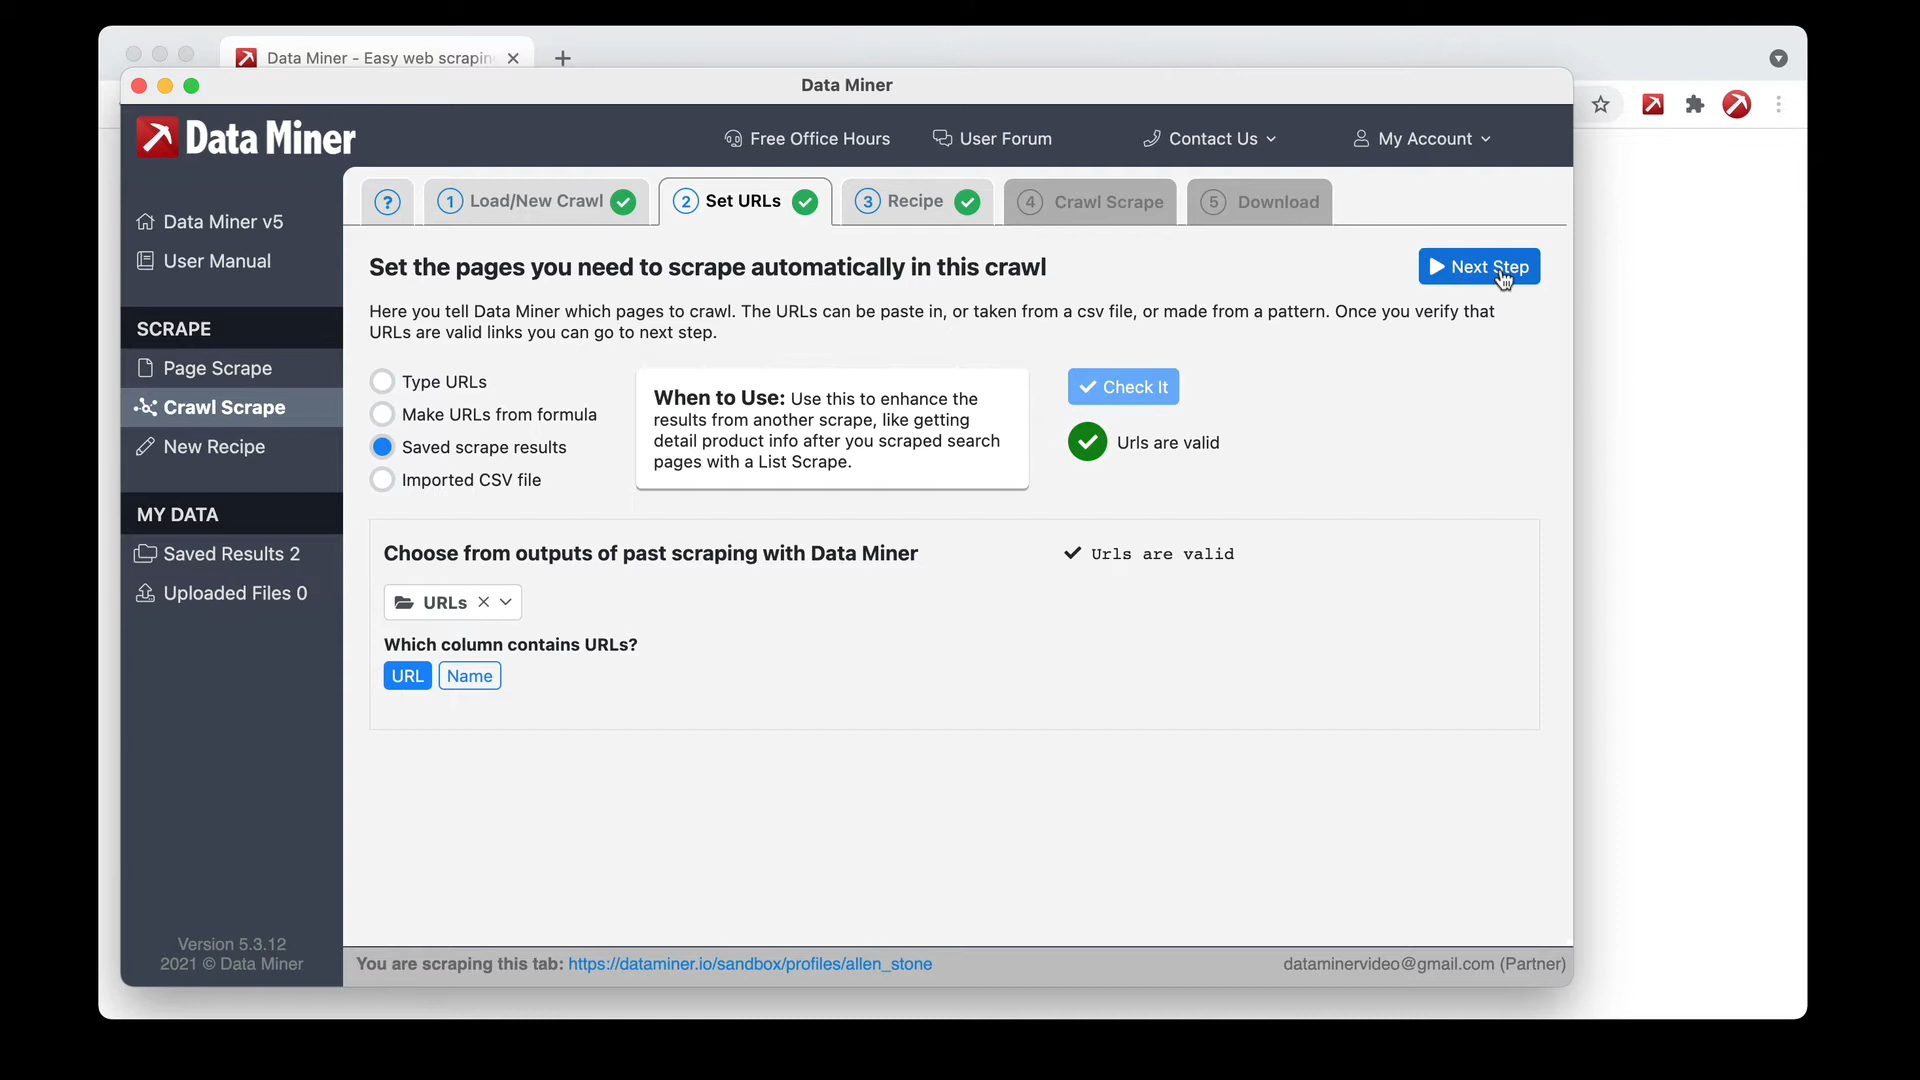 Data Miner - Easy web scrapin
Data Miner
Data Miner
Free Office Hours
User Forum
Contact Us
My Account
Data Miner v5
User Manual
SCRAPE
Page Scrape
Crawl Scrape
New Recipe
MY DATA
Saved Results 2
Uploaded Files 0
Version 5.3.12
2021 © Data Miner
?
1 Load/New Crawl
2 Set URLs
3 Recipe
4 Crawl Scrape
5 Download
Set the pages you need to scrape automatically in this crawl
Next Step
Here you tell Data Miner which pages to crawl. The URLs can be paste in, or taken from a csv file, or made from a pattern. Once you verify that
URLs are valid links you can go to next step.
Type URLs
Make URLs from formula
Saved scrape results
Imported CSV file
When to Use: Use this to enhance the
results from another scrape, like getting
detail product info after you scraped search
pages with a List Scrape.
Check It
Urls are valid
Choose from outputs of past scraping with Data Miner
Urls are valid
URLs
Which column contains URLs?
URL
Name
You are scraping this tab: https://dataminer.io/sandbox/profiles/allen_stone
dataminervideo@gmail.com (Partner)